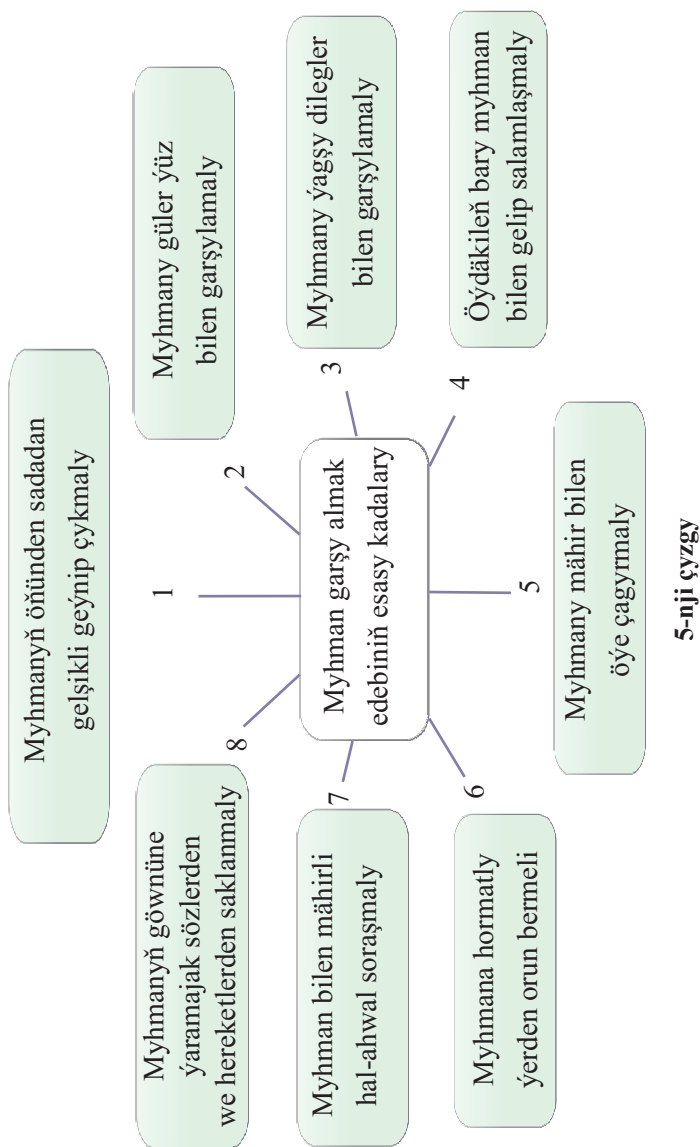 Myhmanyň öňünden sadadan
gelşikli geýnip çykmaly
1
Myhmany güler ýüz
bilen garşylamaly
2
Myhmany ýagşy dilegler
bilen garşylamaly
3
Öýdäkileň bary myhman
bilen gelip salamlaşmaly
4
Myhman garşy almak
edebiniň esasy kadalary
5
Myhmany mähir bilen
öýe çagyrmaly
6
Myhmana hormatly
ýerden orun bermeli
7
Myhman bilen mähirli
hal-ahwal soraşmaly
8
Myhmanyň göwnüne
ýaramajak sözlerden
we hereketlerden saklanmaly
5-nji çyzgy